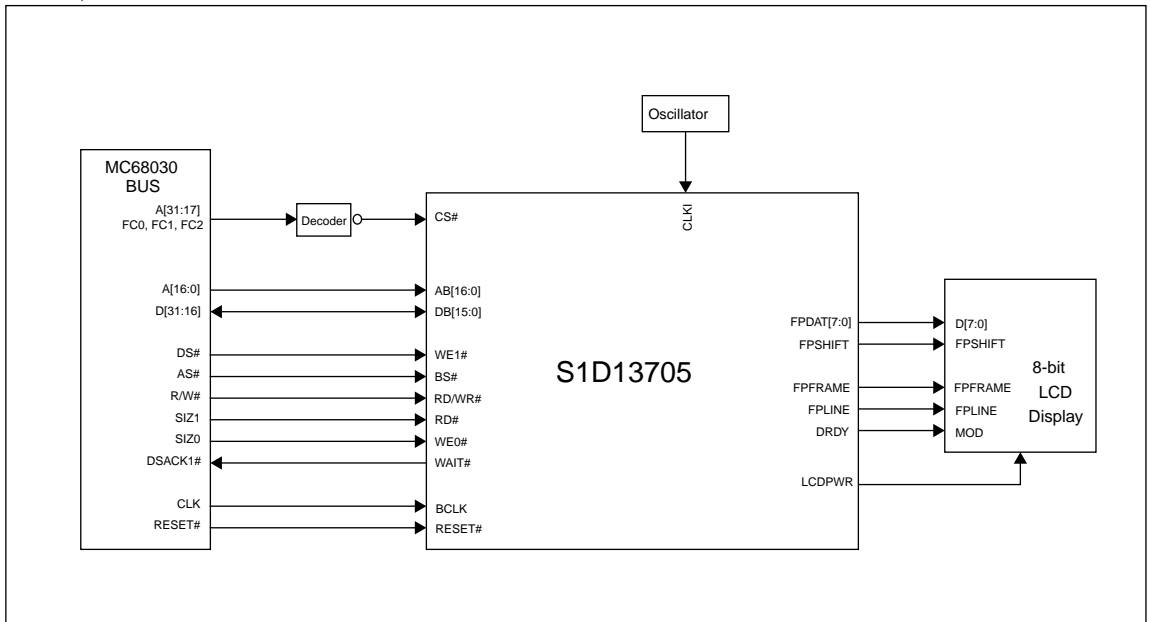 Oscillator
MC68030
BUS
A[31:17]
FC0, FC1, FC2
Decoder
CS#
CLKI
A[16:0]
AB[16:0]
D[31:16]
DB[15:0]
DS#
WE1#
AS#
BS#
R/W#
RD/WR#
SIZ1
RD#
SIZ0
WE0#
DSACK1#
WAIT#
CLK
BCLK
RESET#
RESET#
S1D13705
FPDAT[7:0]
FPSHIFT
FPFRAME
FPLINE
DRDY
LCDPWR
D[7:0]
FPSHIFT
FPFRAME
FPLINE
MOD
8-bit
LCD
Display